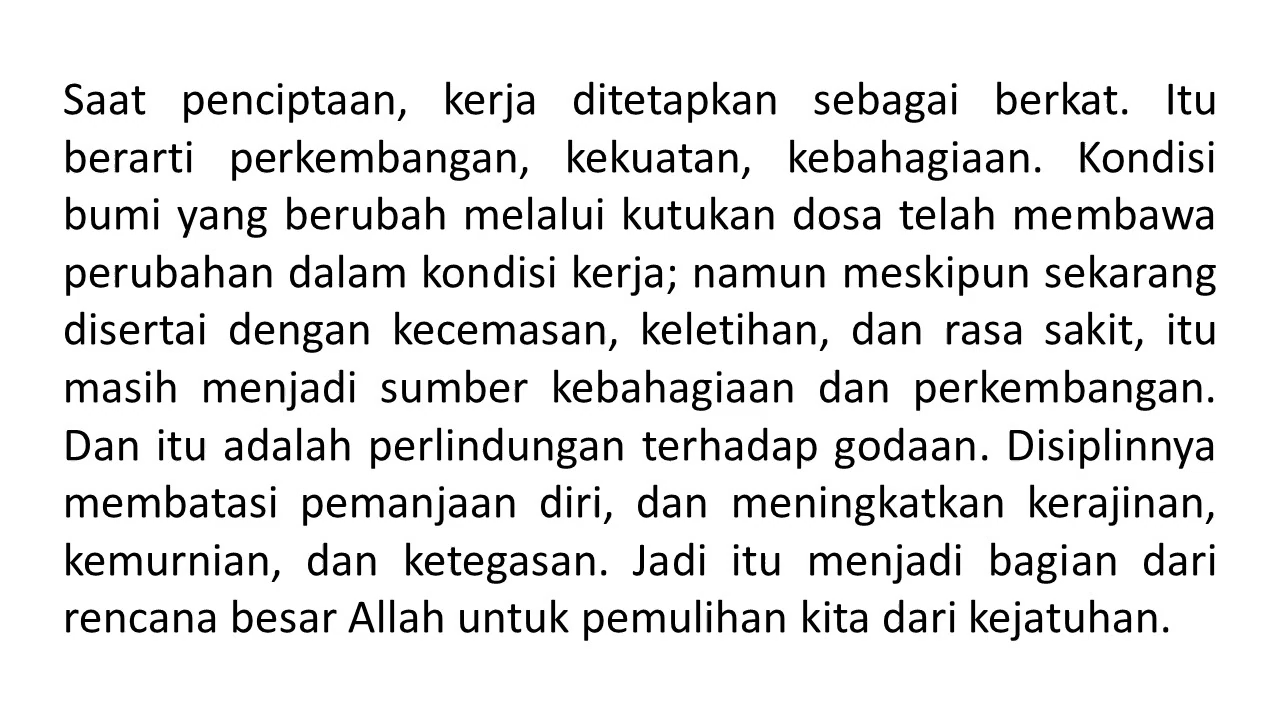 Saat penciptaan, kerja ditetapkan sebagai berkat. Itu
berarti perkembangan, kekuatan, kebahagiaan. Kondisi
bumi yang berubah melalui kutukan dosa telah membawa
perubahan dalam kondisi kerja; namun meskipun sekarang
disertai dengan kecemasan, keletihan, dan rasa sakit, itu
masih menjadi sumber kebahagiaan dan perkembangan.
Dan itu adalah perlindungan terhadap godaan. Disiplinnya
membatasi pemanjaan diri, dan meningkatkan kerajinan,
kemurnian, dan ketegasan. Jadi itu menjadi bagian dari
rencana besar Allah untuk pemulihan kita dari kejatuhan.